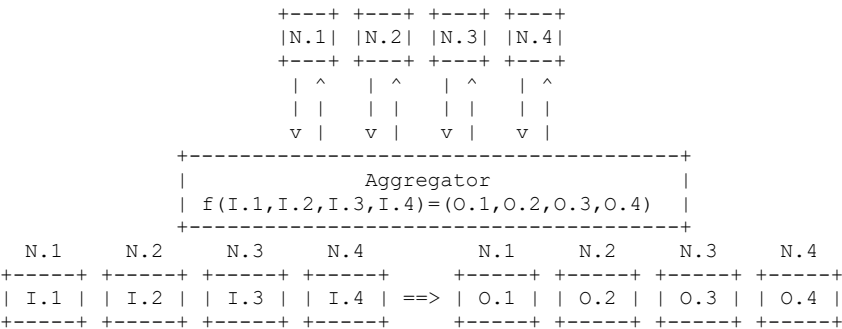 +---+ +---+ +---+ +---+
|N.1| |N.2| |N.3| |N.4|
+---+ +---+ +---+ +---+
| ^ | ^ | ^ | ^
| | | | | | | |
v | v | v | v |
+---------------------------------------+
| Aggregator |
| f(I.1,I.2,I.3,I.4)=(O.1,O.2,O.3,O.4) |
+---------------------------------------+
N.1 N.2 N.3 N.4 N.1 N.2 N.3 N.4
+-----+ +-----+ +-----+ +-----+ +-----+ +-----+ +-----+ +-----+
| I.1 | | I.2 | | I.3 | | I.4 | ==> | O.1 | | O.2 | | O.3 | | O.4 |
+-----+ +-----+ +-----+ +-----+ +-----+ +-----+ +-----+ +-----+